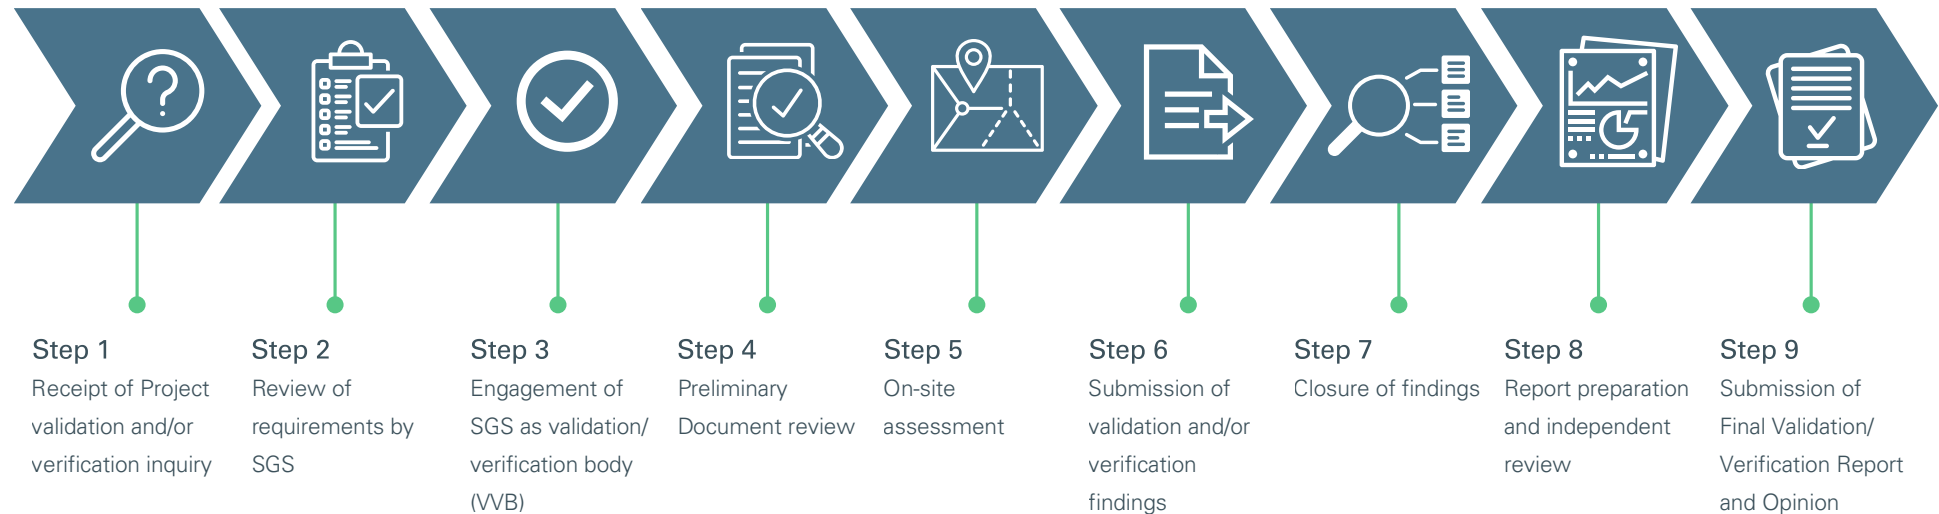 Step 1
Receipt of Project
validation and/or
verification inquiry
Step 2
Review of
requirements by
SGS
Step 3
Engagement of
SGS as validation/
verification body
(VVB)
Step 4
Preliminary
Document review
Step 5
On-site
assessment
Step 6
Submission of
validation and/or
verification
findings
Step 7
Closure of findings
Step 8
Report preparation
and independent
review
Step 9
Submission of
Final Validation/
Verification Report
and Opinion